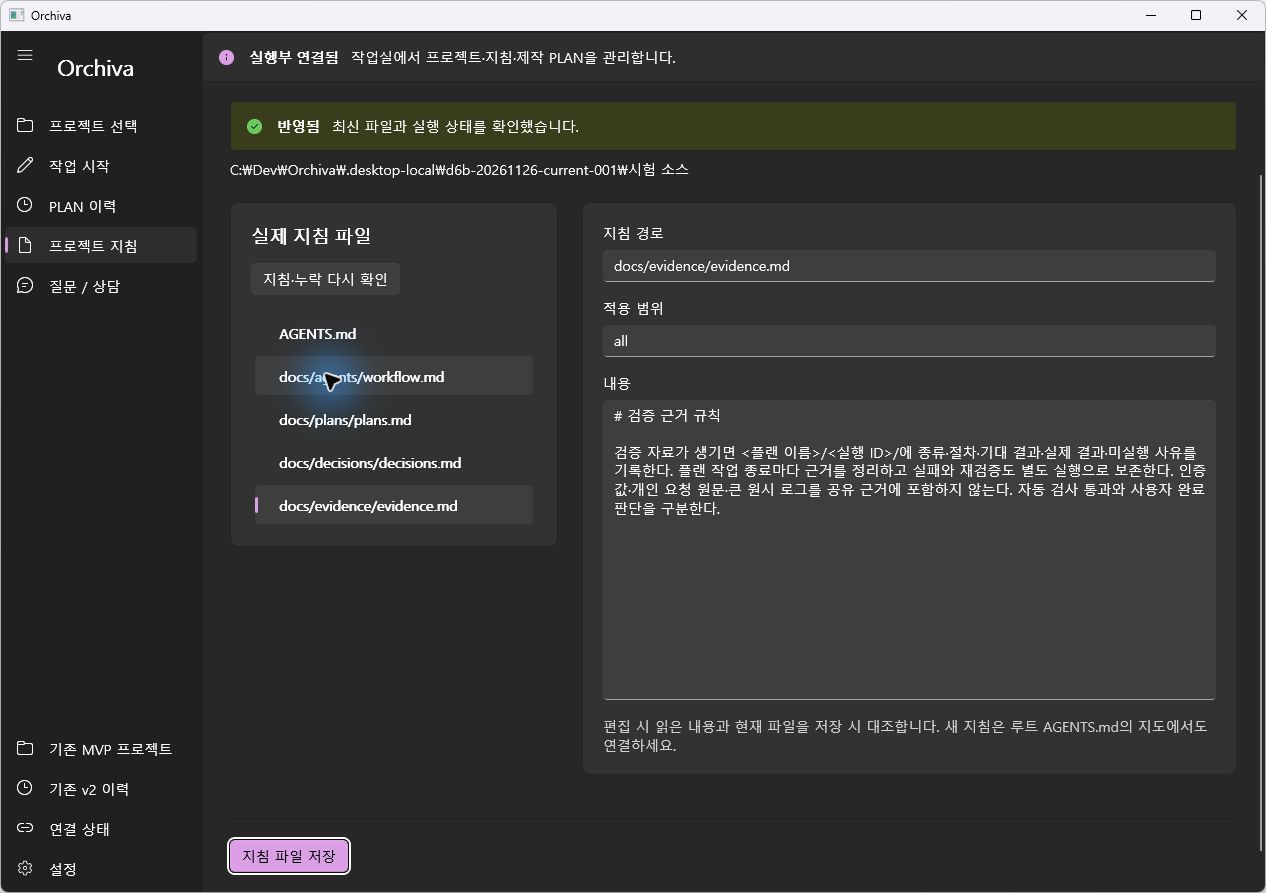 Orchiva
Orchiva
프로젝트 선택
작업 시작
PLAN 이력
프로젝트 지침
질문 / 상담
기존 MVP 프로젝트
기존 v2 이력
연결 상태
설정
실행부 연결됨 작업실에서 프로젝트·지침·제작 PLAN을 관리합니다.
반영됨 최신 파일과 실행 상태를 확인했습니다.
C:₩Dev₩Orchiva₩.desktop-local₩d6b-20261126-current-001₩시험 소스
실제 지침 파일
지침·누락 다시 확인
AGENTS.md
docs/agents/workflow.md
docs/plans/plans.md
docs/decisions/decisions.md
docs/evidence/evidence.md
지침 경로
docs/evidence/evidence.md
적용 범위
all
내용
# 검증 근거 규칙
검증 자료가 생기면 <플랜 이름>/<실행 ID>/에 종류·절차·기대 결과·실제 결과·미실행 사유를
기록한다. 플랜 작업 종료마다 근거를 정리하고 실패와 재검증도 별도 실행으로 보존한다. 인증
값·개인 요청 원문·큰 원시 로그를 공유 근거에 포함하지 않는다. 자동 검사 통과와 사용자 완료
판단을 구분한다.
편집 시 읽은 내용과 현재 파일을 저장 시 대조합니다. 새 지침은 루트 AGENTS.md의 지도에서도
연결하세요.
지침 파일 저장